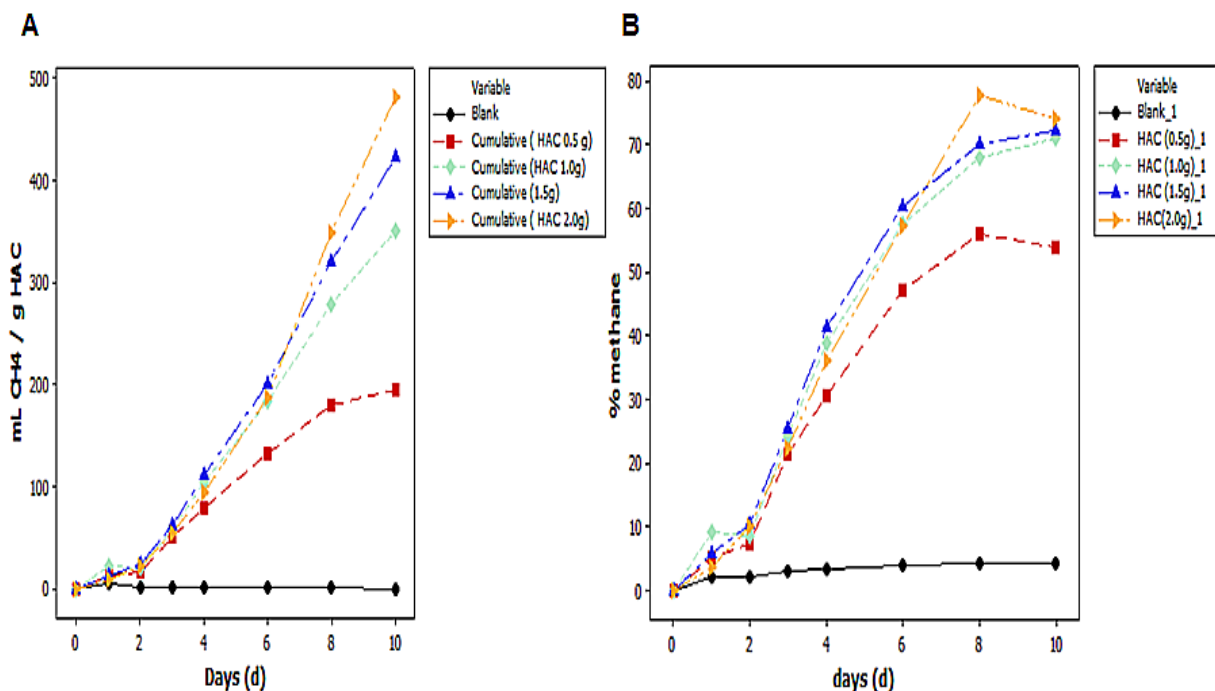 A
500
400
300
200
100
0
mL CH4 / g HAC
0 2 4 6 8 10
Days (d)
Variable
Blank
Cumulative ( HAC 0.5 g)
Cumulative (HAC 1.0g)
Cumulative (1.5g)
Cumulative ( HAC 2.0g)
B
80
70
60
50
40
30
20
10
0
% methane
0 2 4 6 8 10
days (d)
Variable
Blank_1
HAC (0.5g)_1
HAC (1.0g)_1
HAC (1.5g)_1
HAC(2.0g)_1